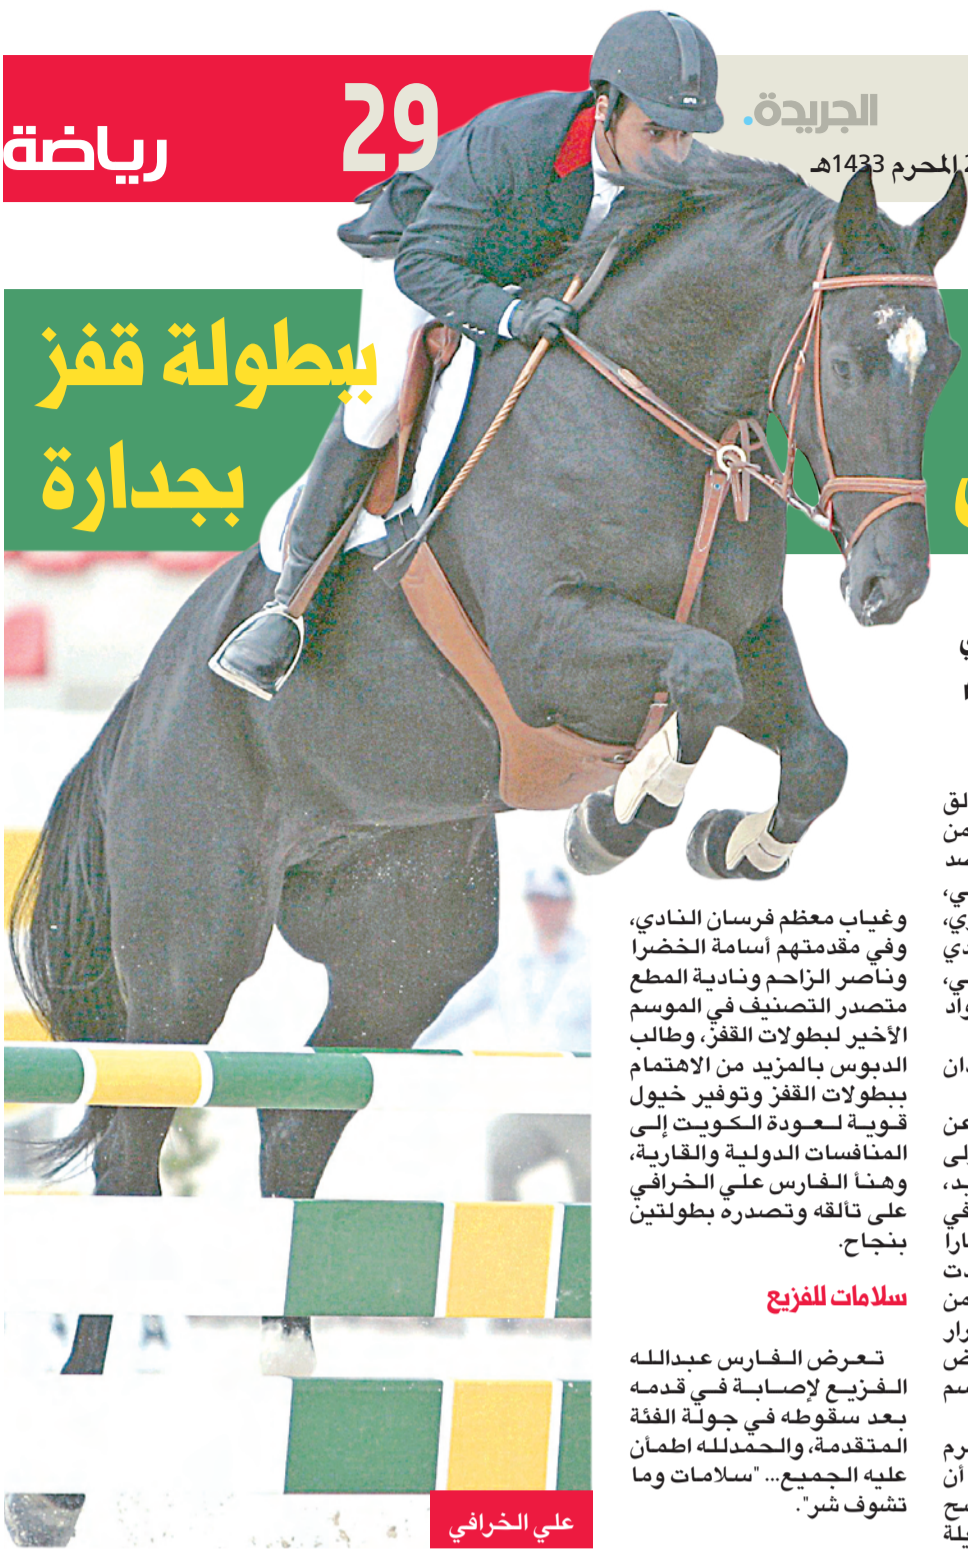 الجريدة.
المحرم 1433هـ
29
رياضة
ببطولة قفز
بجدارة
وغياب معظم فرسان النادي،
وفي مقدمتهم أسامة الخضرا
وناصر الزاحم ونادية المطع
متصدر التصنيف في الموسم
الأخير لبطولات القفز، وطالب
الدبوس بالمزيد من الاهتمام
ببطولات القفز وتوفير خيول
قوية لعودة الكويت إلى
المنافسات الدولية والقارية،
وهنأ الفارس علي الخرافي
على تألقه وتصدره بطولتين
بنجاح.
سلامات للفزيع
تعرض الفارس عبدالله
الفزيع لإصابة في قدمه
بعد سقوطه في جولة الفئة
المتقدمة، والحمدلله اطمأن
عليه الجميع... "سلامات وما
تشوف شر".
علي الخرافي